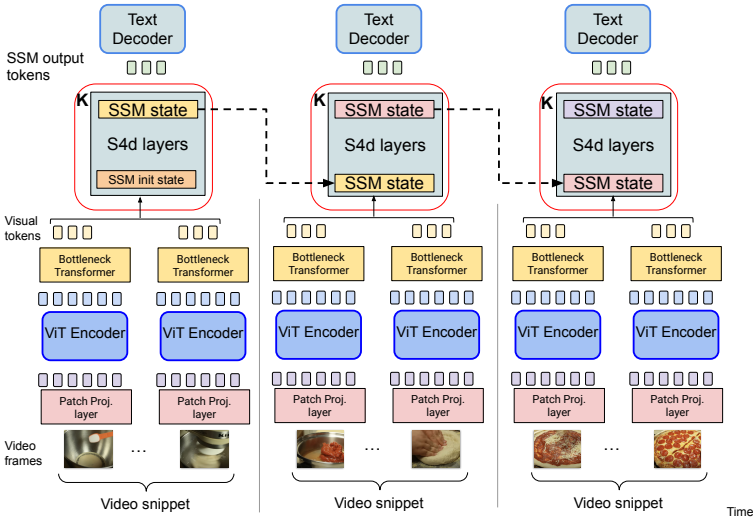 Text
Decoder
Text
Decoder
Text
Decoder
SSM output
tokens
K
SSM state
S4d layers
SSM init state
K
SSM state
S4d layers
SSM state
K
SSM state
S4d layers
SSM state
Visual
tokens
Bottleneck
Transformer
Bottleneck
Transformer
Bottleneck
Transformer
Bottleneck
Transformer
Bottleneck
Transformer
Bottleneck
Transformer
ViT Encoder
ViT Encoder
ViT Encoder
ViT Encoder
ViT Encoder
ViT Encoder
Patch Proj.
layer
Patch Proj.
layer
Patch Proj.
layer
Patch Proj.
layer
Patch Proj.
layer
Patch Proj.
layer
Video
frames
...
...
...
Video snippet
Video snippet
Video snippet
Time